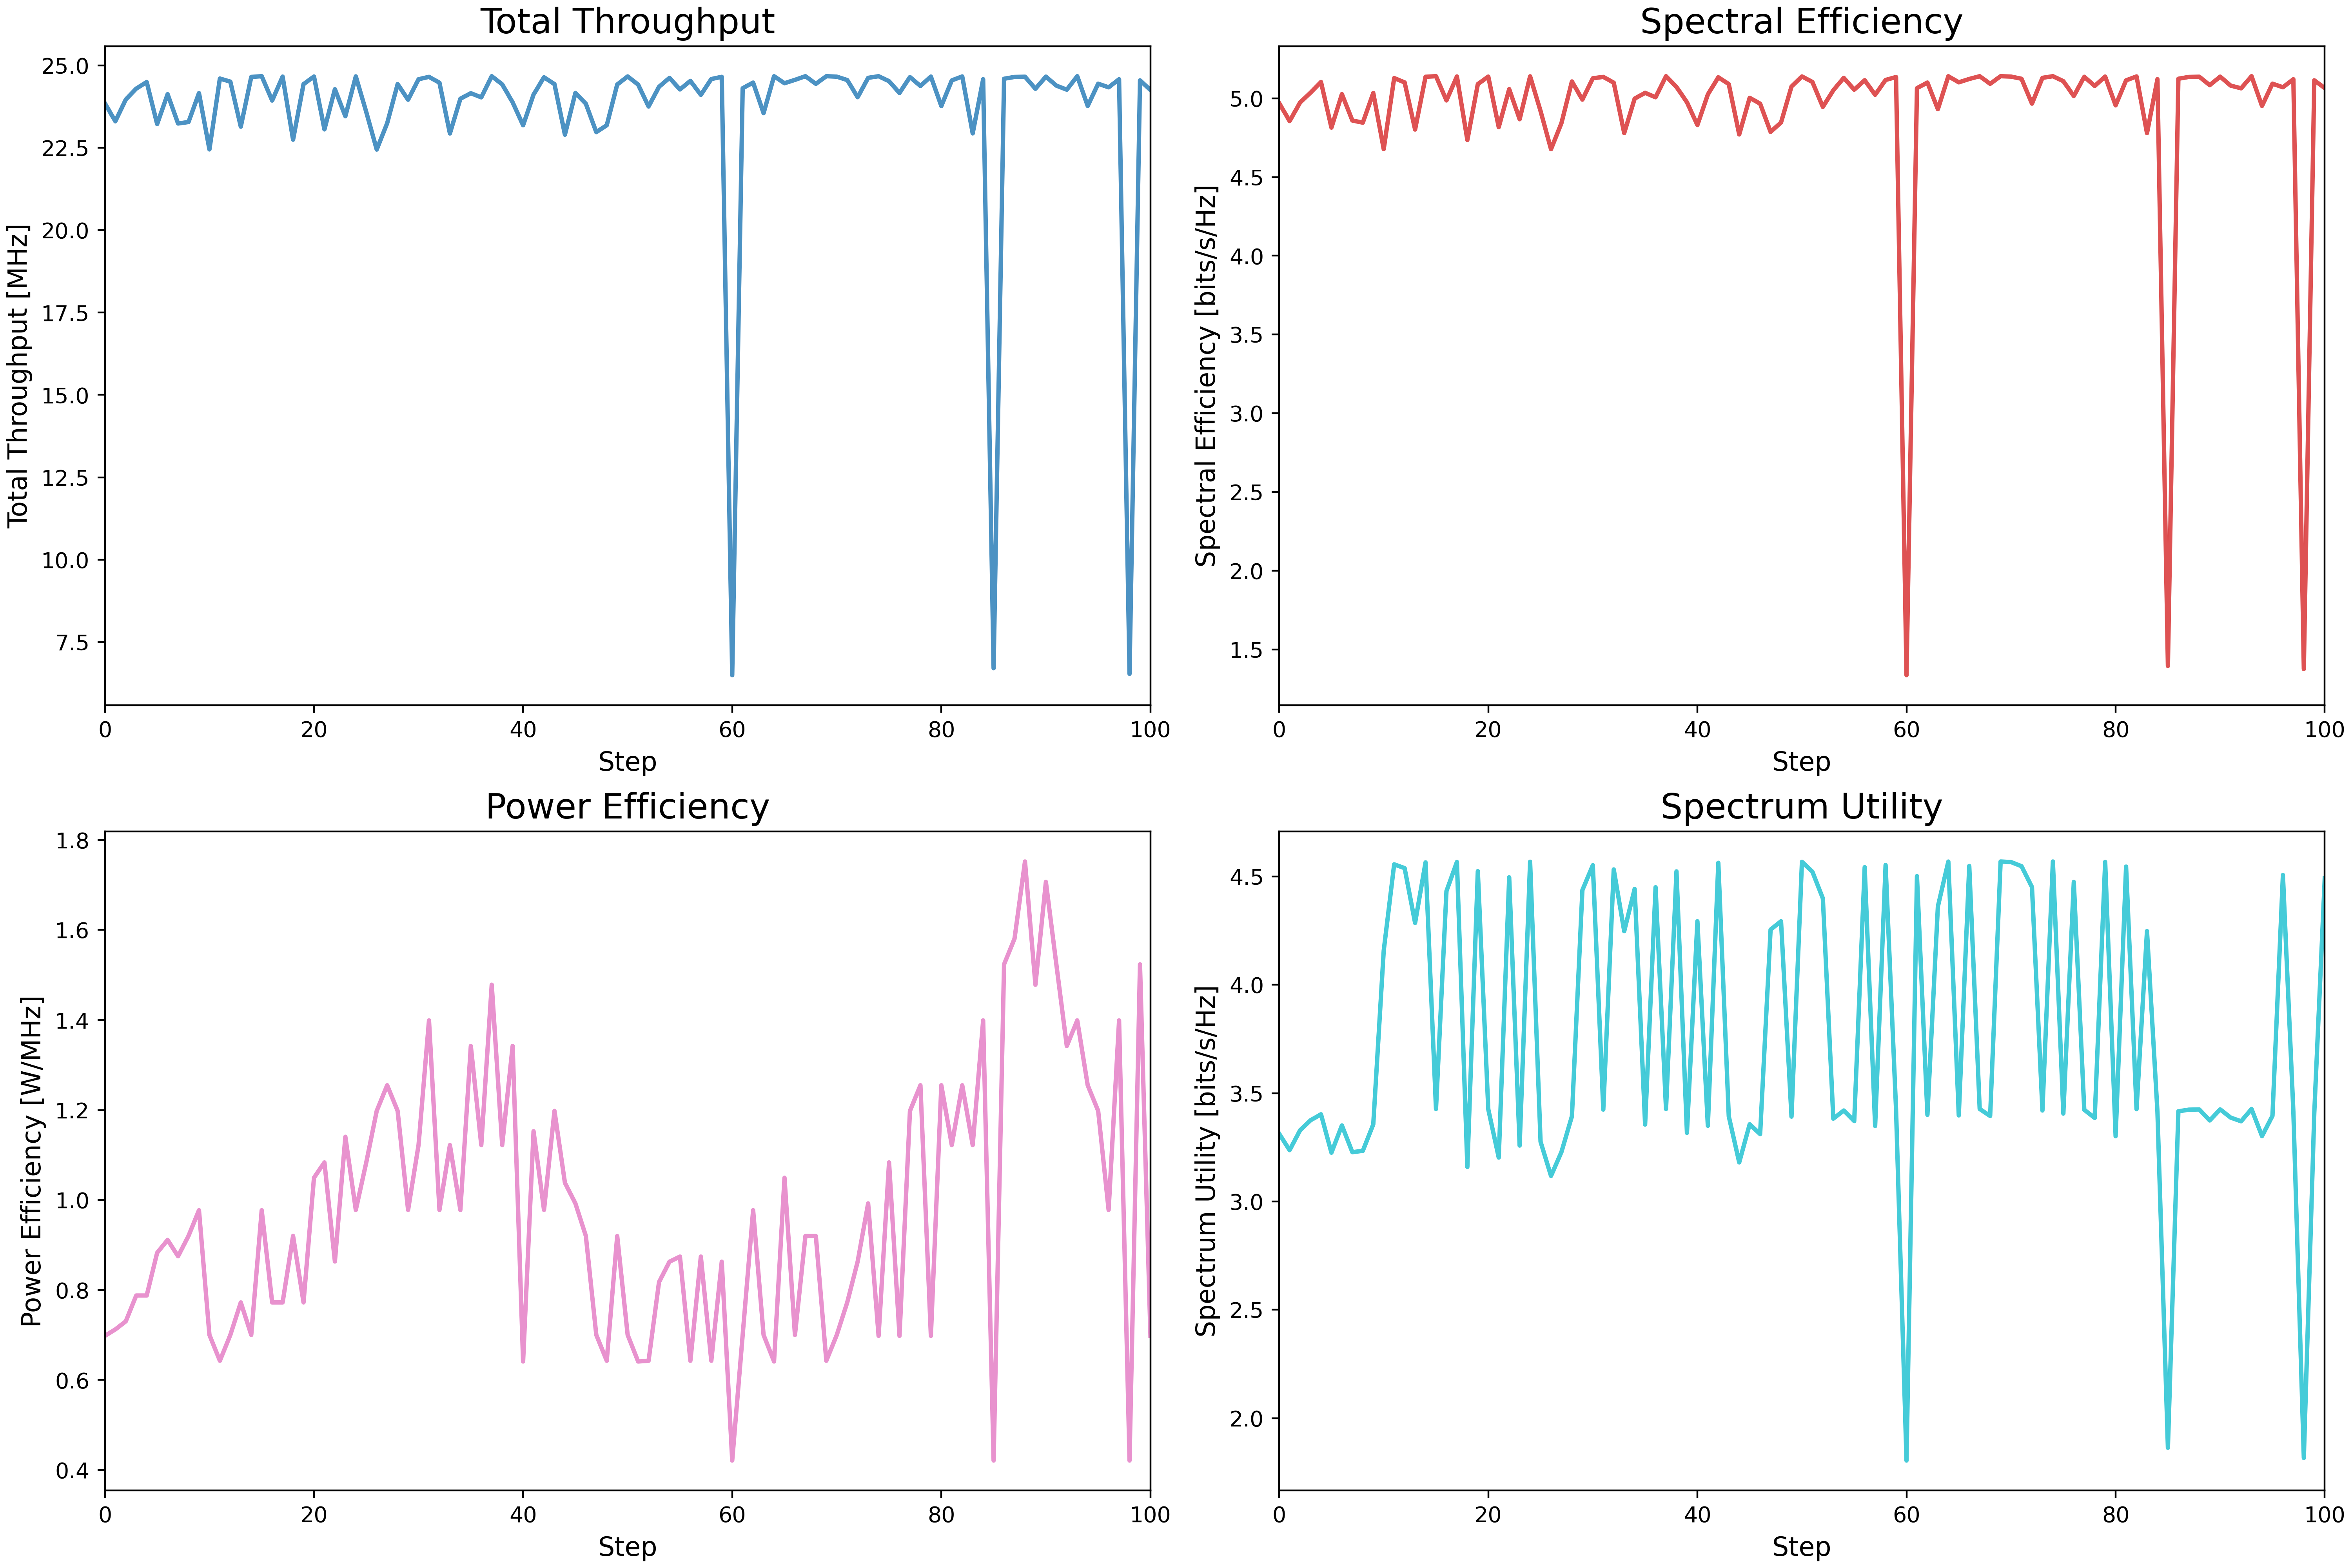 Total Throughput
Total Throughput [MHz]
25.0
22.5
20.0
17.5
15.0
12.5
10.0
7.5
0 20 40 60 80 100
Step
Spectral Efficiency
Spectral Efficiency [bits/s/Hz]
5.0
4.5
4.0
3.5
3.0
2.5
2.0
1.5
0 20 40 60 80 100
Step
Power Efficiency
Power Efficiency [W/MHz]
1.8
1.6
1.4
1.2
1.0
0.8
0.6
0.4
0 20 40 60 80 100
Step
Spectrum Utility
Spectrum Utility [bits/s/Hz]
4.5
4.0
3.5
3.0
2.5
2.0
0 20 40 60 80 100
Step